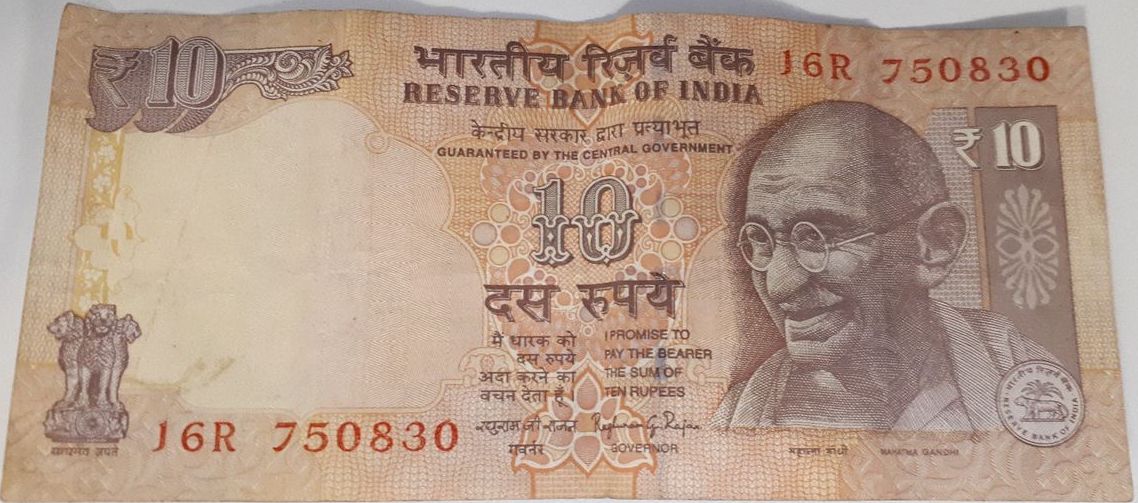 ₹10
भारतीय रिज़र्व बैंक
RESERVE BANK OF INDIA
J6R 750830
केन्द्रीय सरकार द्वारा प्रत्याभूत
GUARANTEED BY THE CENTRAL GOVERNMENT
₹10
10
दस रुपये
मैं धारक को
दस रुपये
अदा करने का
वचन देता हूँ।
I PROMISE TO
PAY THE BEARER
THE SUM OF
TEN RUPEES
रघुराम जी राजन
Raghuram G. Rajan
गवर्नर
GOVERNOR
सत्यमेव जयते
J6R 750830
महात्मा गांधी
MAHATMA GANDHI
भारतीय रिज़र्व बैंक
RESERVE BANK OF INDIA